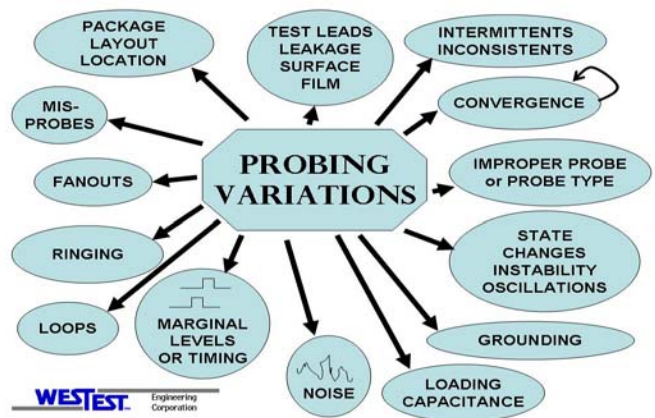 PACKAGE
LAYOUT
LOCATION
TEST LEADS
LEAKAGE
SURFACE
FILM
INTERMITTENTS
INCONSISTENTS
MIS-
PROBES
CONVERGENCE
PROBING
VARIATIONS
FANOUTS
IMPROPER PROBE
or PROBE TYPE
RINGING
STATE
CHANGES
INSTABILITY
OSCILLATIONS
LOOPS
MARGINAL
LEVELS
OR TIMING
GROUNDING
NOISE
LOADING
CAPACITANCE
WESTEST™ Engineering
Corporation